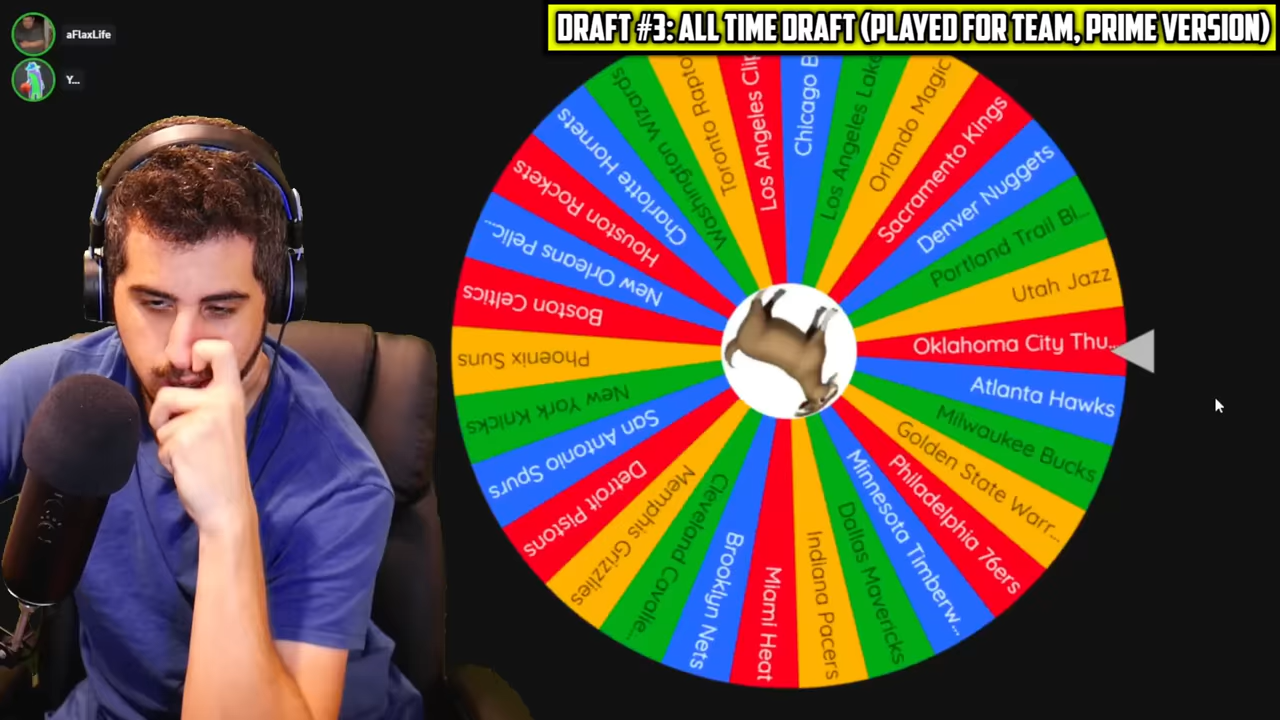 DRAFT #3: ALL TIME DRAFT (PLAYED FOR TEAM, PRIME VERSION)
aFlaxLife
Y...
Chicago B
Los Angeles Lake
Orlando Magic
Sacramento Kings
Denver Nuggets
Portland Trail Bl...
Utah Jazz
Oklahoma City Thu...
Atlanta Hawks
Milwaukee Bucks
Golden State Warr...
Philadelphia 76ers
Minnesota Timberw...
Dallas Mavericks
Indiana Pacers
Miami Heat
Brooklyn Nets
Cleveland Cavalie...
Memphis Grizzlies
Detroit Pistons
San Antonio Spurs
New York Knicks
Phoenix Suns
Boston Celtics
New Orleans Pelic...
Houston Rockets
Charlotte Hornets
Washington Wizards
Toronto Rapto
Los Angeles Clip